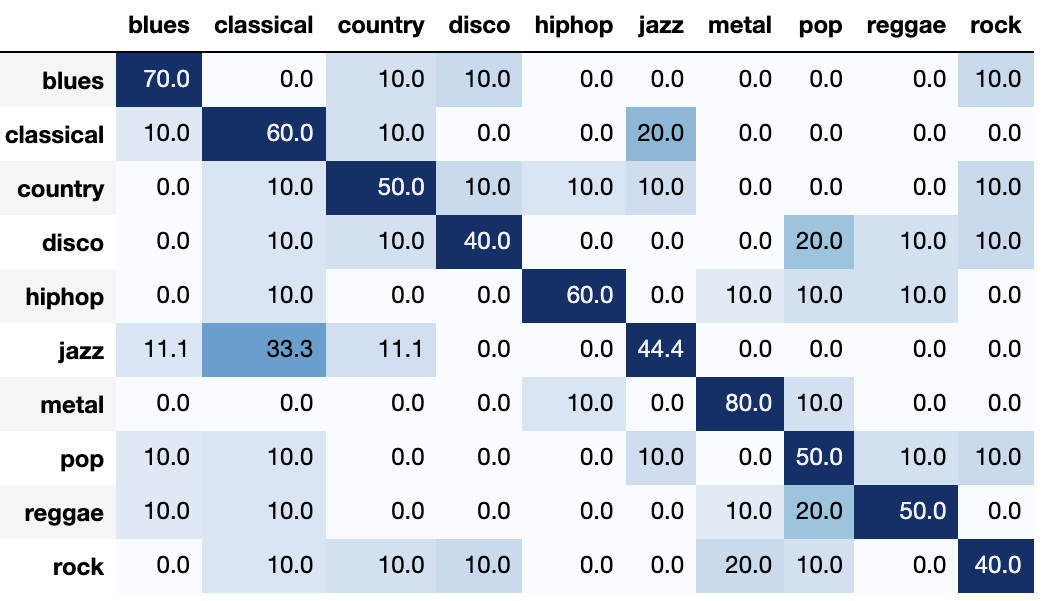 blues classical country disco hiphop jazz metal pop reggae rock
blues 70.0 0.0 10.0 10.0 0.0 0.0 0.0 0.0 0.0 10.0
classical 10.0 60.0 10.0 0.0 0.0 20.0 0.0 0.0 0.0 0.0
country 0.0 10.0 50.0 10.0 10.0 10.0 0.0 0.0 0.0 10.0
disco 0.0 10.0 10.0 40.0 0.0 0.0 0.0 20.0 10.0 10.0
hiphop 0.0 10.0 0.0 0.0 60.0 0.0 10.0 10.0 10.0 0.0
jazz 11.1 33.3 11.1 0.0 0.0 44.4 0.0 0.0 0.0 0.0
metal 0.0 0.0 0.0 0.0 10.0 0.0 80.0 10.0 0.0 0.0
pop 10.0 10.0 0.0 0.0 0.0 10.0 0.0 50.0 10.0 10.0
reggae 10.0 10.0 0.0 0.0 0.0 0.0 10.0 20.0 50.0 0.0
rock 0.0 10.0 10.0 10.0 0.0 0.0 20.0 10.0 0.0 40.0